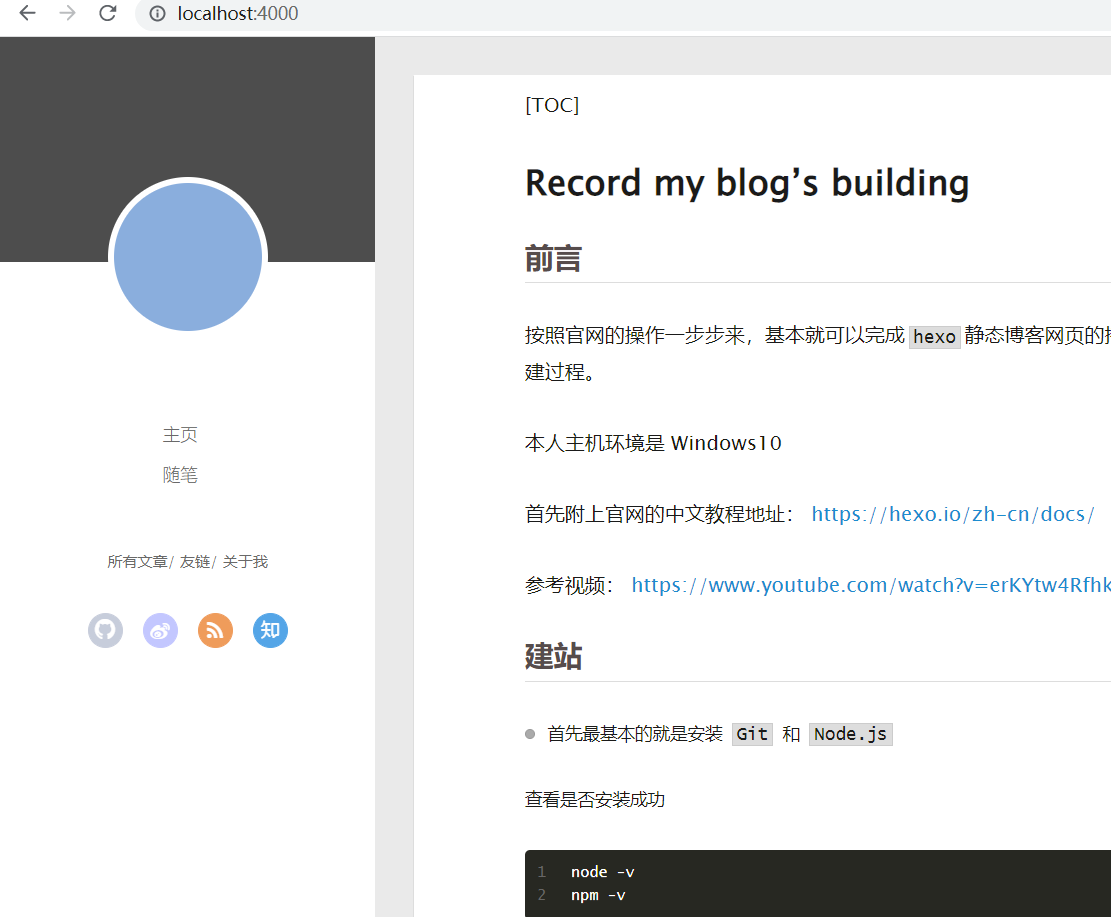 localhost:4000
[TOC]
Record my blog’s building
前言
按照官网的操作一步步来，基本就可以完成 hexo 静态博客网页的搭
建过程。
本人主机环境是 Windows10
首先附上官网的中文教程地址： https://hexo.io/zh-cn/docs/
参考视频： https://www.youtube.com/watch?v=erKYtw4Rfhk
建站
首先最基本的就是安装 Git 和 Node.js
查看是否安装成功
1 node -v
2 npm -v
主页
随笔
所有文章/ 友链/ 关于我
知